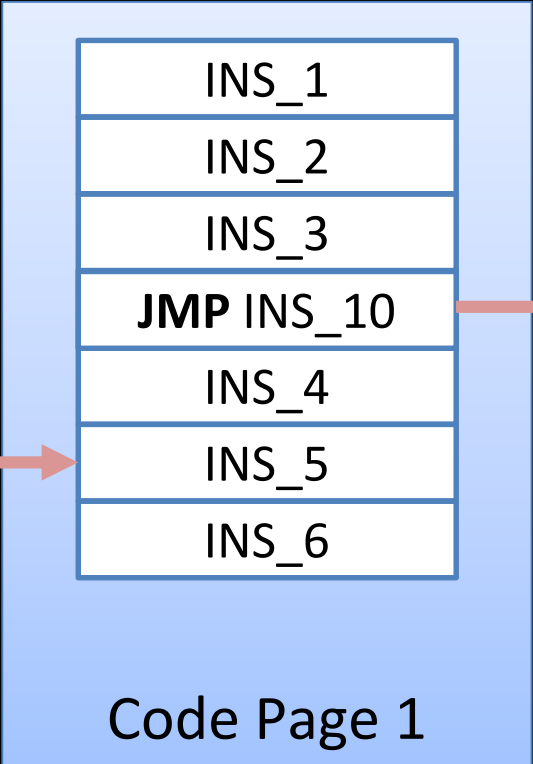 INS_1
INS_2
INS_3
JMP INS_10
INS_4
INS_5
INS_6
Code Page 1